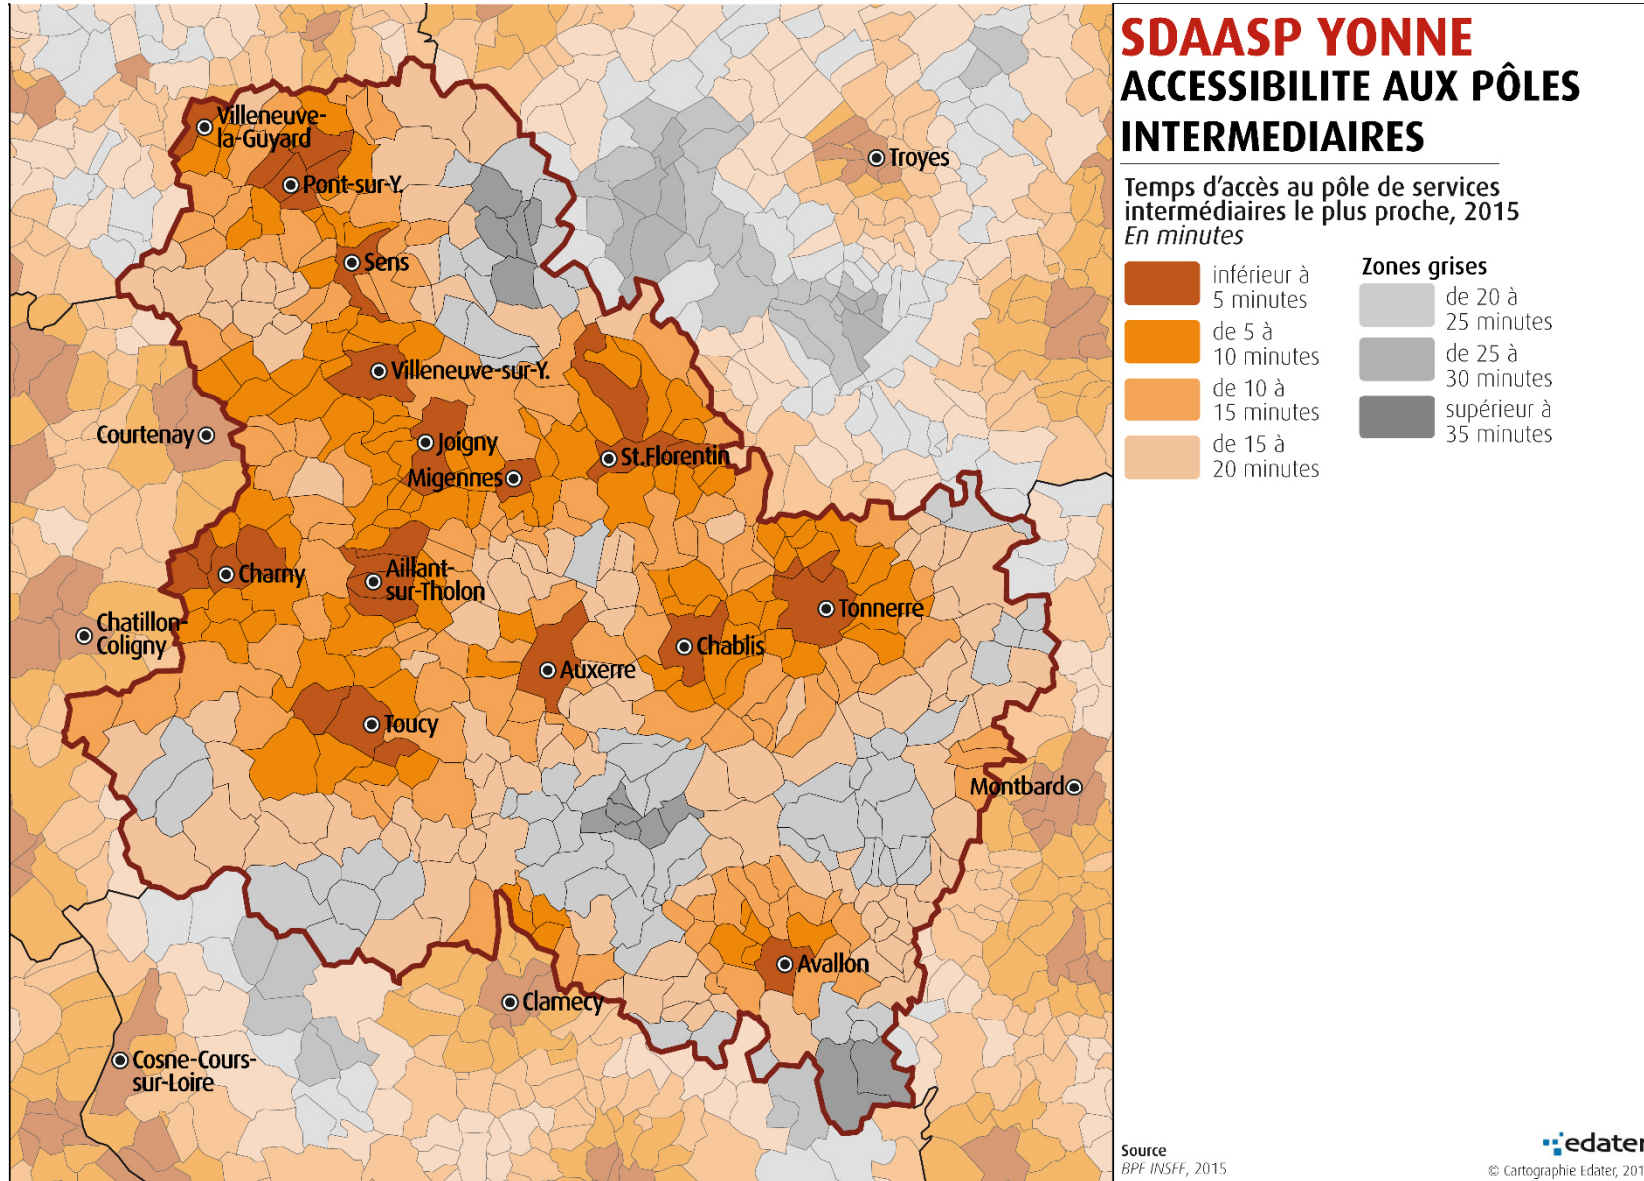 SDAASP YONNE
ACCESSIBILITE AUX PÔLES
INTERMEDIAIRES
Temps d'accès au pôle de services
intermédiaires le plus proche, 2015
En minutes
inférieur à
5 minutes
de 5 à
10 minutes
de 10 à
15 minutes
de 15 à
20 minutes
Zones grises
de 20 à
25 minutes
de 25 à
30 minutes
supérieur à
35 minutes
Villeneuve-
la-Guyard
Pont-sur-Y.
Troyes
Sens
Villeneuve-sur-Y.
Courtenay
Joigny
Migennes
St.Florentin
Charny
Aillant-
sur-Tholon
Tonnerre
Chatillon-
Coligny
Chablis
Auxerre
Toucy
Montbard
Avallon
Clamecy
Cosne-Cours-
sur-Loire
Source
BPF INSFF, 2015
edater
© Cartographie Edater, 201